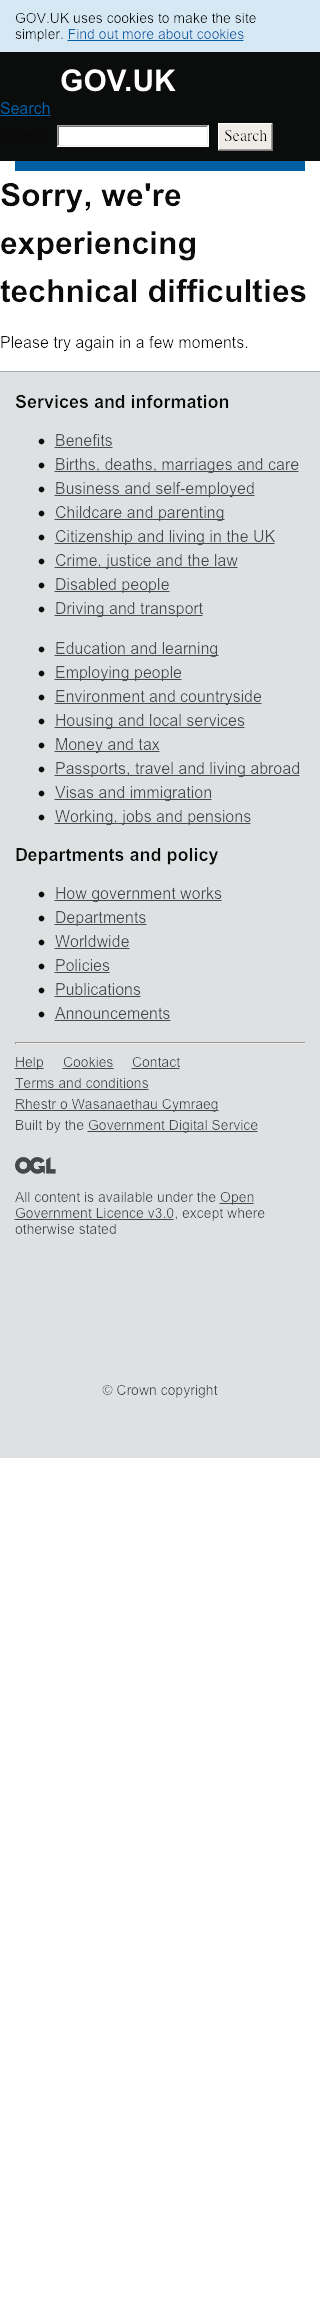 GOV.UK uses cookies to make the site
simpler. Find out more about cookies
GOV.UK
Search
Search
Sorry, we're
experiencing
technical difficulties
Please try again in a few moments.
Services and information
Benefits
Births, deaths, marriages and care
Business and self-employed
Childcare and parenting
Citizenship and living in the UK
Crime, justice and the law
Disabled people
Driving and transport
Education and learning
Employing people
Environment and countryside
Housing and local services
Money and tax
Passports, travel and living abroad
Visas and immigration
Working, jobs and pensions
Departments and policy
How government works
Departments
Worldwide
Policies
Publications
Announcements
Help Cookies Contact
Terms and conditions
Rhestr o Wasanaethau Cymraeg
Built by the Government Digital Service
OGL
All content is available under the Open
Government Licence v3.0, except where
otherwise stated
© Crown copyright